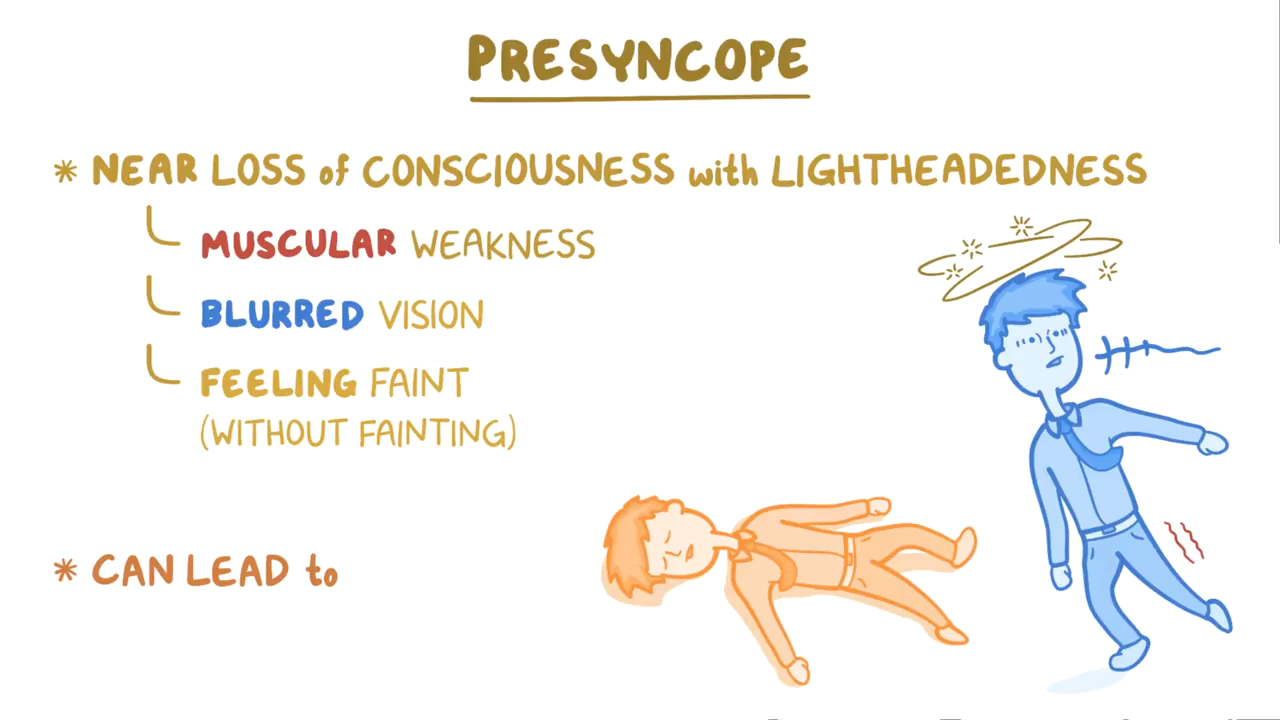 PRESYNCOPE
* NEAR LOSS of CONSCIOUSNESS with LIGHTHEADEDNESS
MUSCULAR WEAKNESS
BLURRED VISION
FEELING FAINT
(WITHOUT FAINTING)
* CAN LEAD to